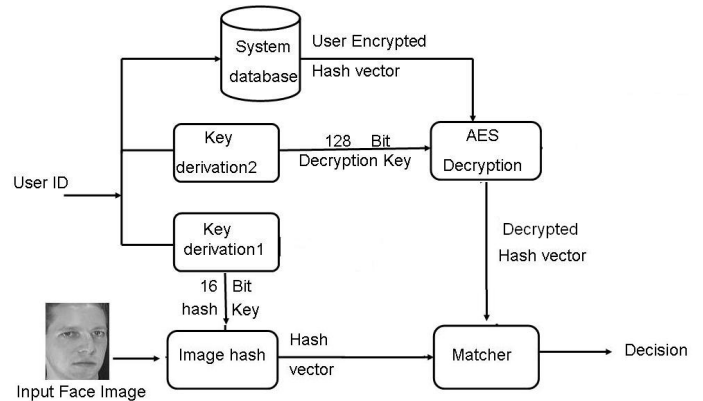 System
database
User Encrypted
Hash vector
Key
derivation2
128 Bit
Decryption Key
AES
Decryption
User ID
Key
derivation1
Decrypted
Hash vector
16 Bit
hash Key
Image hash
Hash
vector
Matcher
Decision
Input Face Image